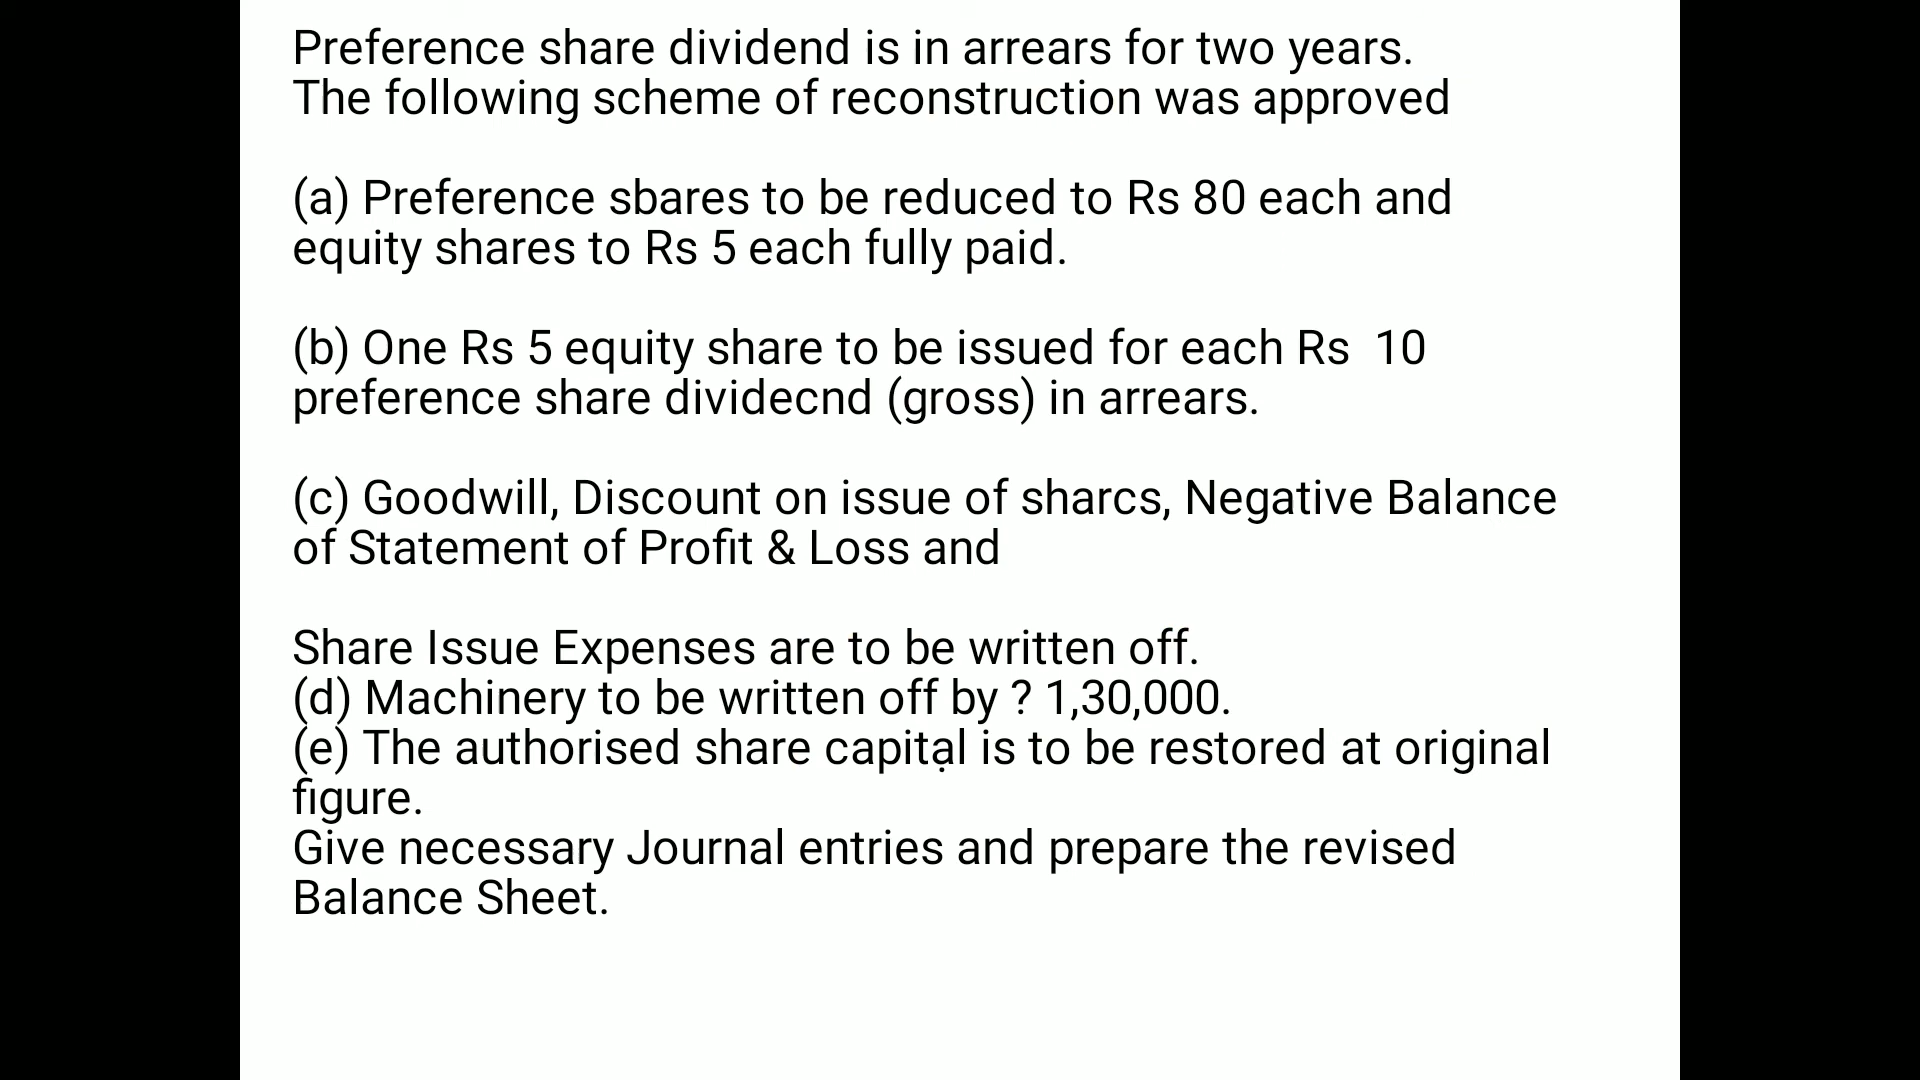 Preference share dividend is in arrears for two years.
The following scheme of reconstruction was approved
(a) Preference sbares to be reduced to Rs 80 each and
equity shares to Rs 5 each fully paid.
(b) One Rs 5 equity share to be issued for each Rs  10
preference share dividecnd (gross) in arrears.
(c) Goodwill, Discount on issue of sharcs, Negative Balance
of Statement of Profit & Loss and
Share Issue Expenses are to be written off.
(d) Machinery to be written off by ? 1,30,000.
(e) The authorised share capitạl is to be restored at original
figure.
Give necessary Journal entries and prepare the revised
Balance Sheet.